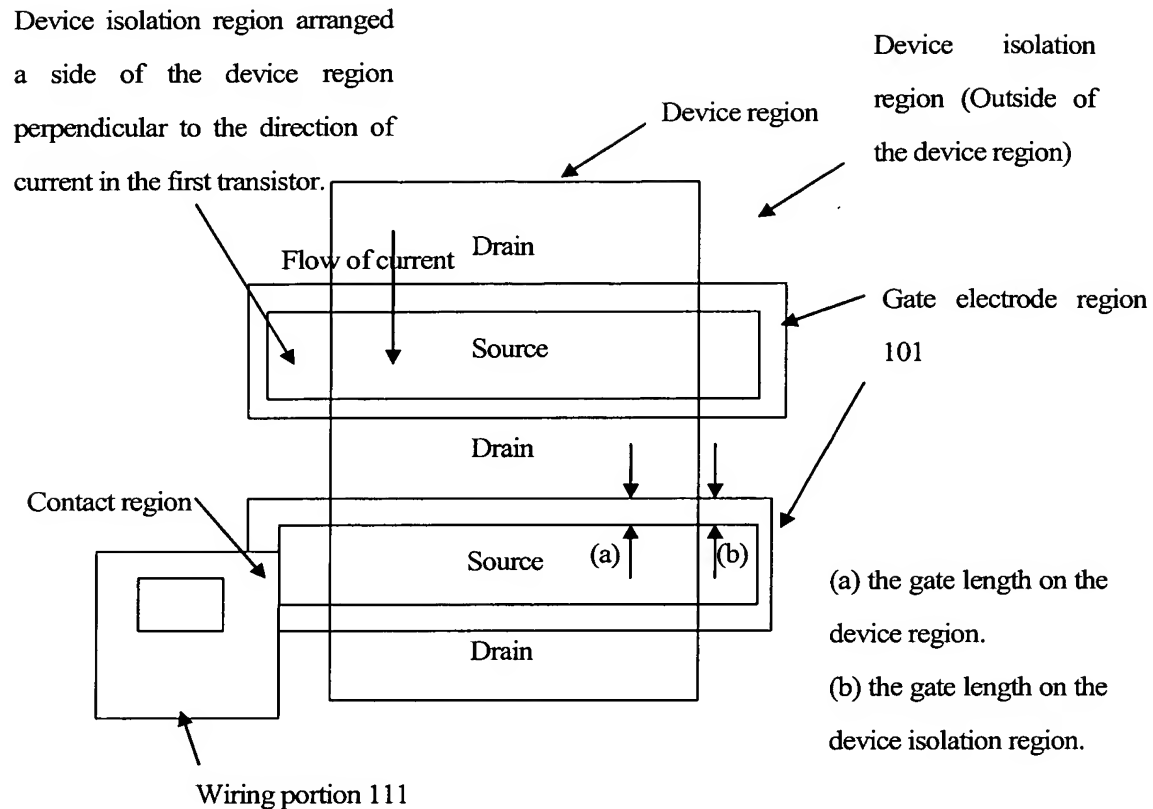 Device isolation region arranged
a side of the device region
perpendicular to the direction of
current in the first transistor.
Device isolation
region (Outside of
the device region)
Device region
Drain
Flow of current
Gate electrode region
101
Source
Drain
Contact region
Source
(a)
(b)
(a) the gate length on the
device region.
(b) the gate length on the
device isolation region.
Drain
Wiring portion 111